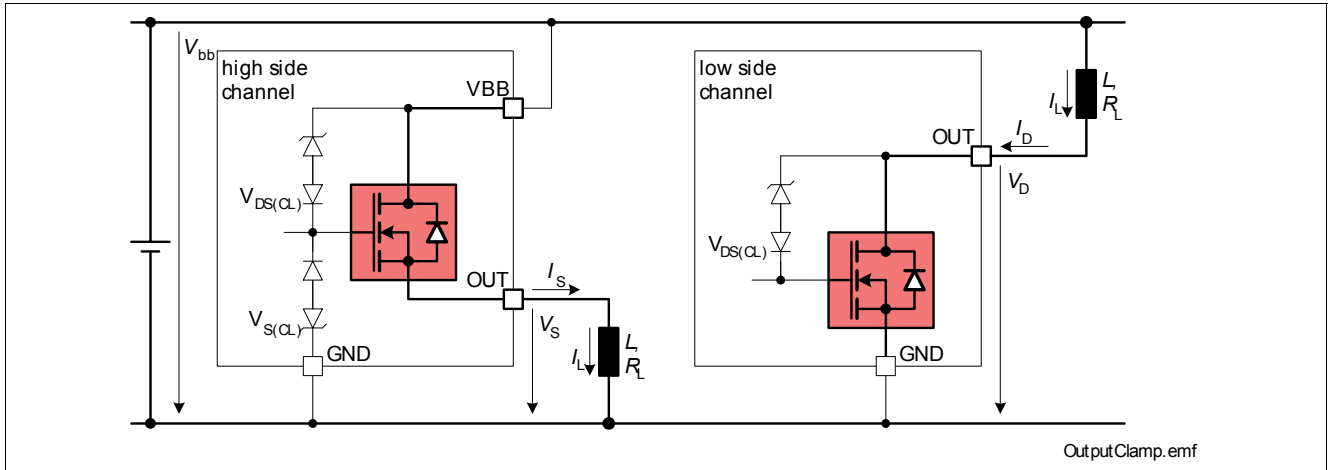 Vbb
high side
channel
VBB
VDS(CL)
OUT
IS
VS(CL)
VS
GND
IL
L,
RL
low side
channel
L,
RL
IL
OUT
ID
VD
VDS(CL)
GND
OutputClamp.emf